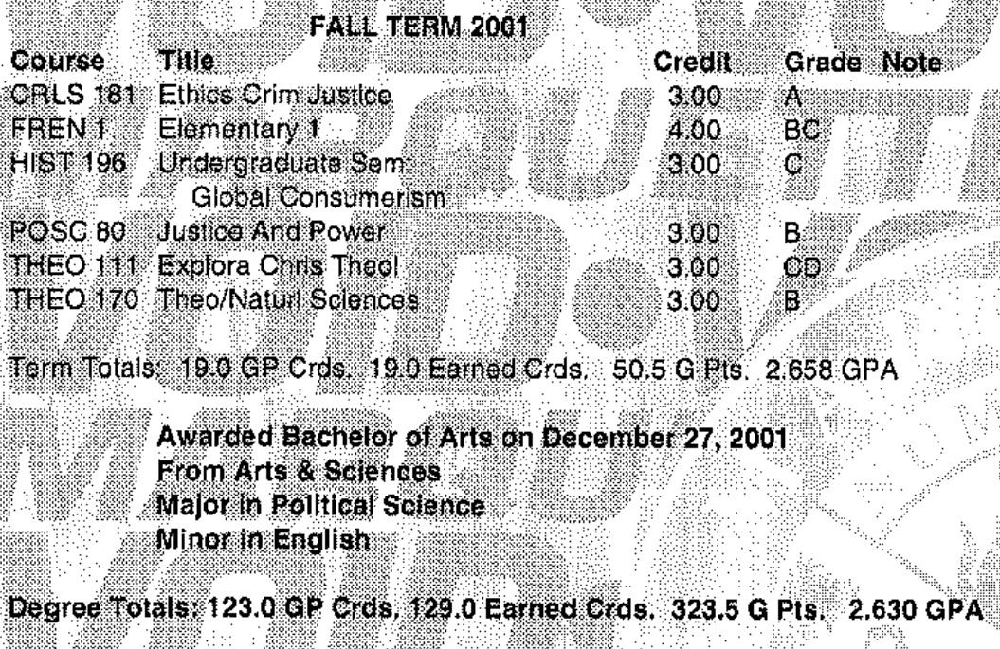 FALL TERM 2001
Course Title Credit Grade Note
CRLS 181 Ethics Crim Justice 3.00 A
FREN 1 Elementary 1 4.00 BC
HIST 196 Undergraduate Sem: 3.00 C
Global Consumerism
POSC 80 Justice And Power 3.00 B
THEO 111 Explora Chris Theol 3.00 CD
THEO 170 Theo/Naturl Sciences 3.00 B
Term Totals: 19.0 GP Crds. 19.0 Earned Crds. 50.5 G Pts. 2.658 GPA
Awarded Bachelor of Arts on December 27, 2001
From Arts & Sciences
Major in Political Science
Minor in English
Degree Totals: 123.0 GP Crds. 129.0 Earned Crds. 323.5 G Pts. 2.630 GPA